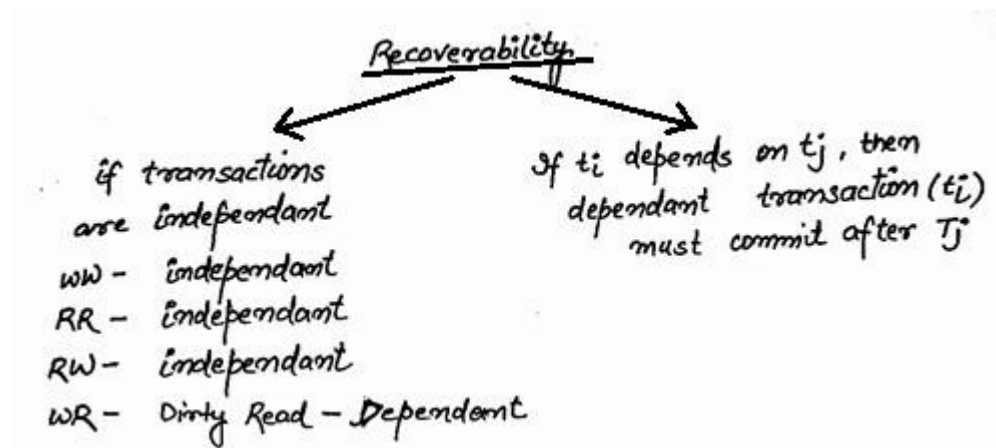 Recoverability
if transactions
are independant
WW - independant
RR - independant
RW - independant
WR - Dirty Read - Dependent
If ti depends on tj, then
dependant transaction (ti)
must commit after Tj